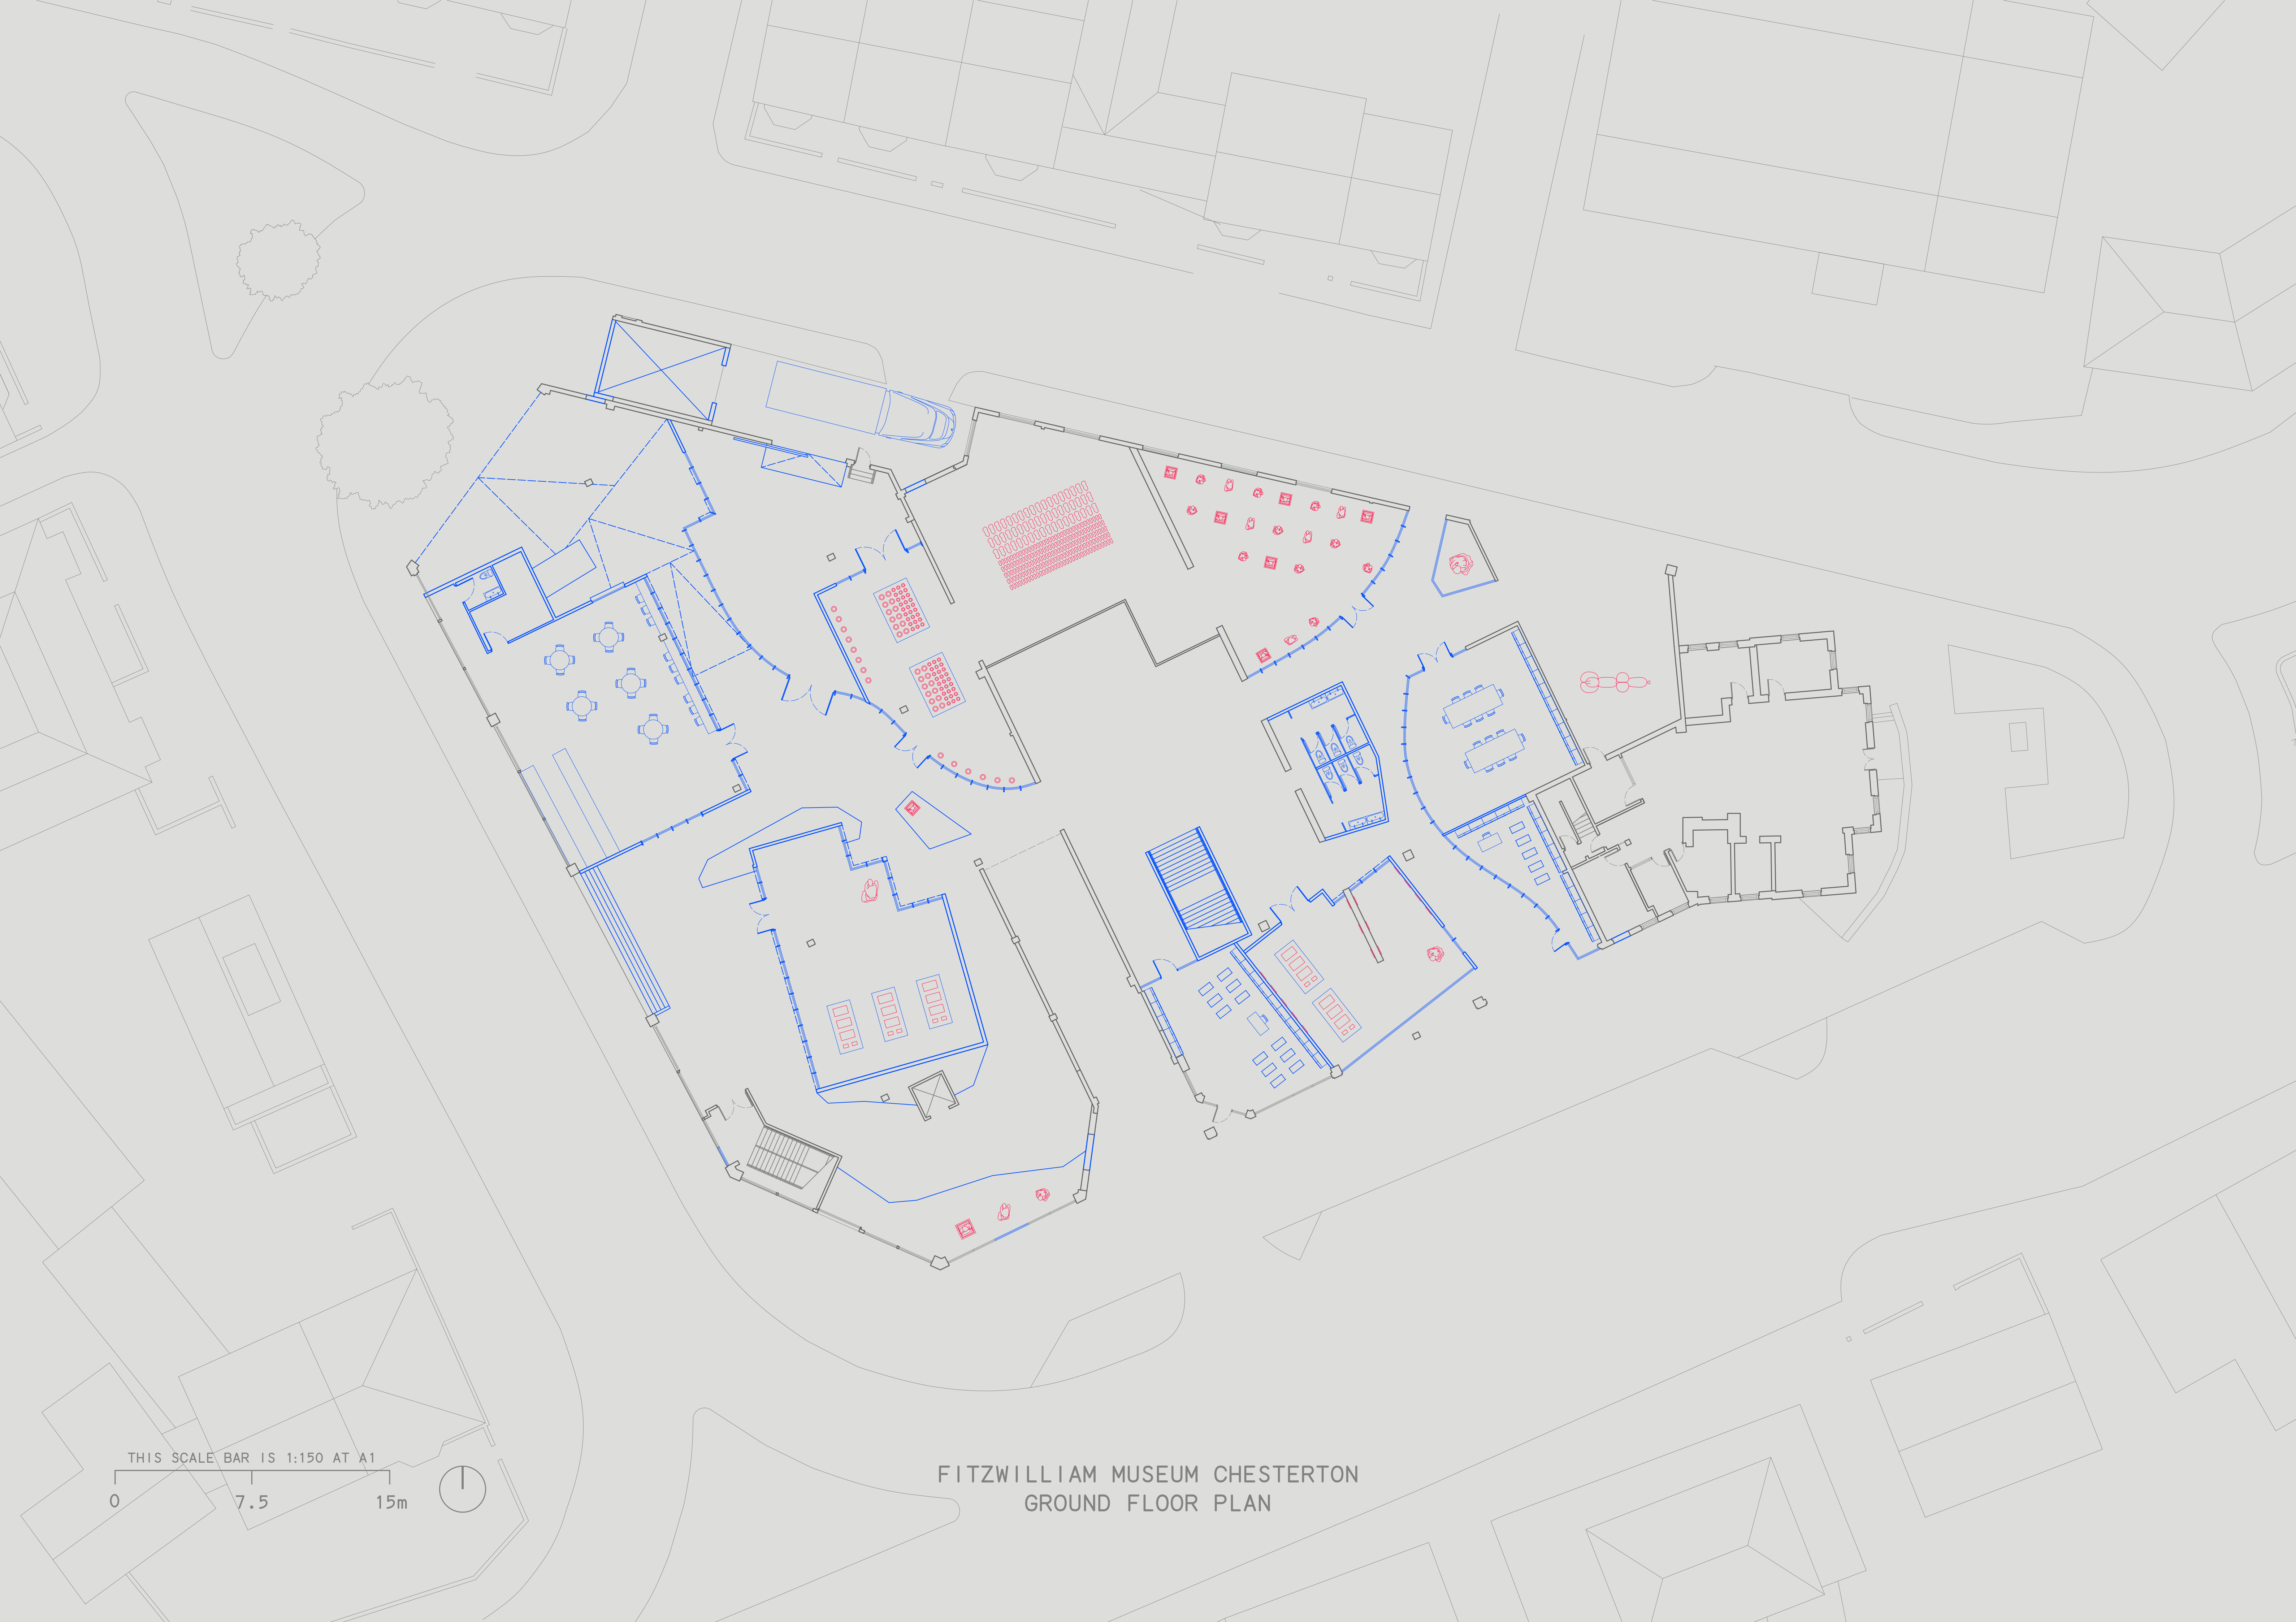 THIS SCALE BAR IS 1:150 AT A1
0 7.5 15m
FITZWILLIAM MUSEUM CHESTERTON
GROUND FLOOR PLAN